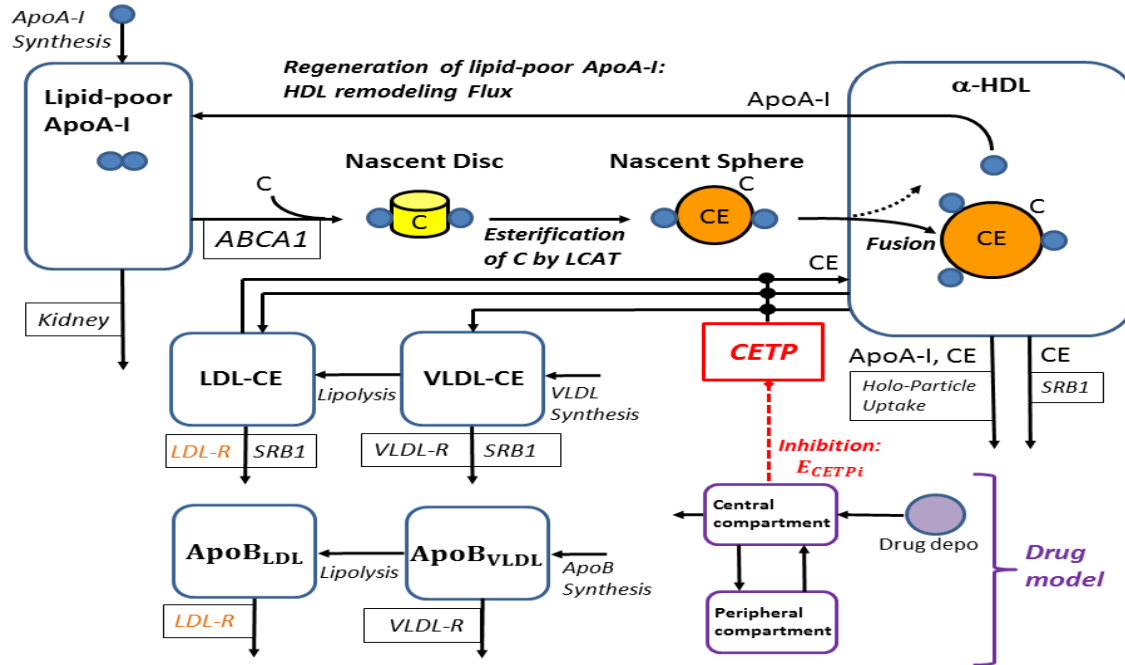 ApoA-I
Synthesis
Lipid-poor
ApoA-I
Regeneration of lipid-poor ApoA-I:
HDL remodeling Flux
ApoA-I
α-HDL
Nascent Disc
Nascent Sphere
C
C
ABCA1
Esterification
of C by LCAT
C
CE
Fusion
C
CE
CE
Kidney
LDL-CE
Lipolysis
VLDL-CE
VLDL
Synthesis
CETP
ApoA-I, CE
Holo-Particle
Uptake
CE
SRB1
LDL-R
SRB1
VLDL-R
SRB1
Inhibition:
E_CETPi
ApoB_LDL
Lipolysis
ApoB_VLDL
ApoB
Synthesis
LDL-R
VLDL-R
Central
compartment
Drug depo
Peripheral
compartment
Drug
model